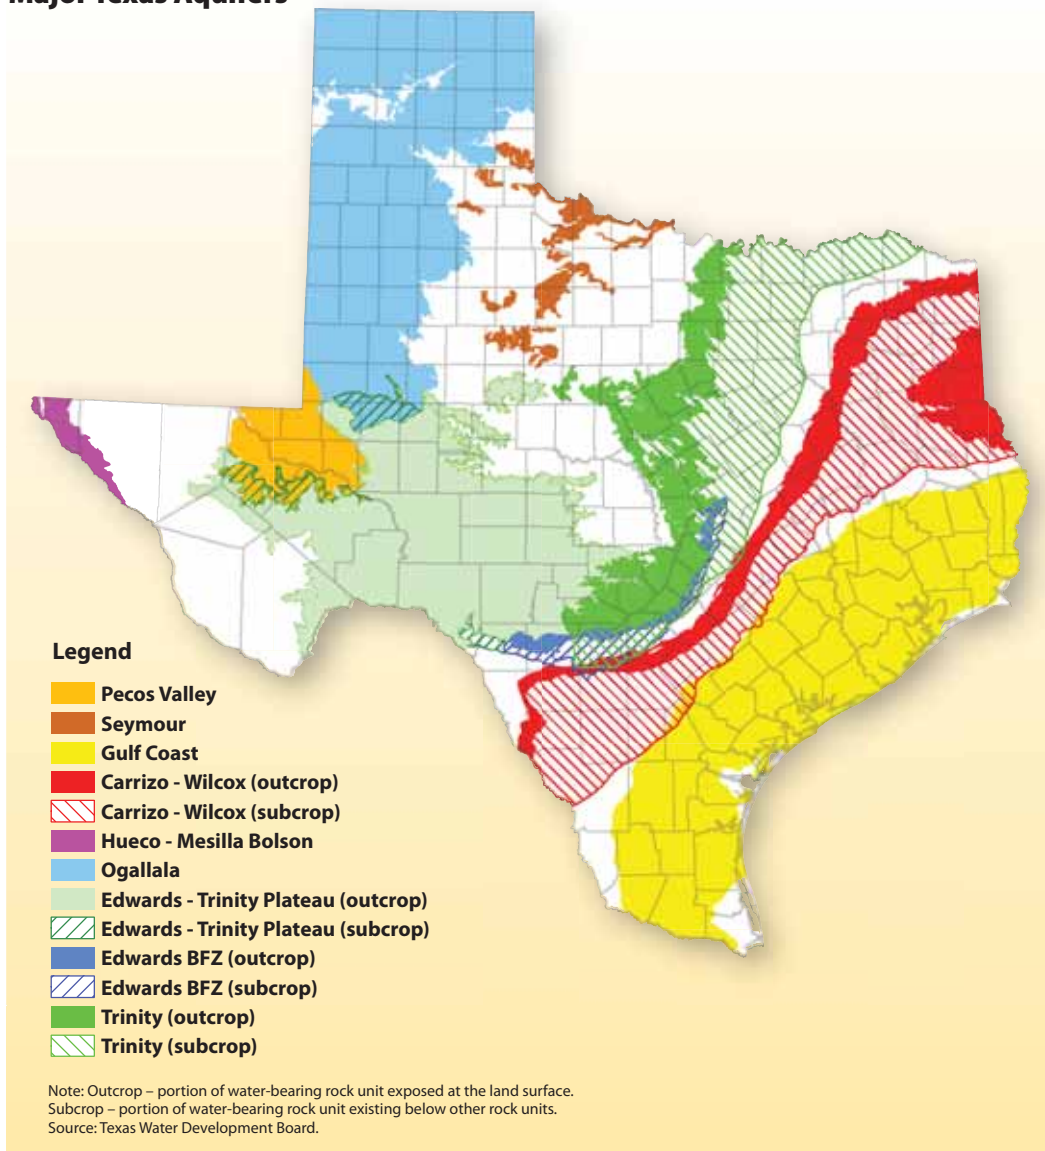 Major Texas Aquifers
Legend
Pecos Valley
Seymour
Gulf Coast
Carrizo - Wilcox (outcrop)
Carrizo - Wilcox (subcrop)
Hueco - Mesilla Bolson
Ogallala
Edwards - Trinity Plateau (outcrop)
Edwards - Trinity Plateau (subcrop)
Edwards BFZ (outcrop)
Edwards BFZ (subcrop)
Trinity (outcrop)
Trinity (subcrop)
Note: Outcrop – portion of water-bearing rock unit exposed at the land surface.
Subcrop – portion of water-bearing rock unit existing below other rock units.
Source: Texas Water Development Board.